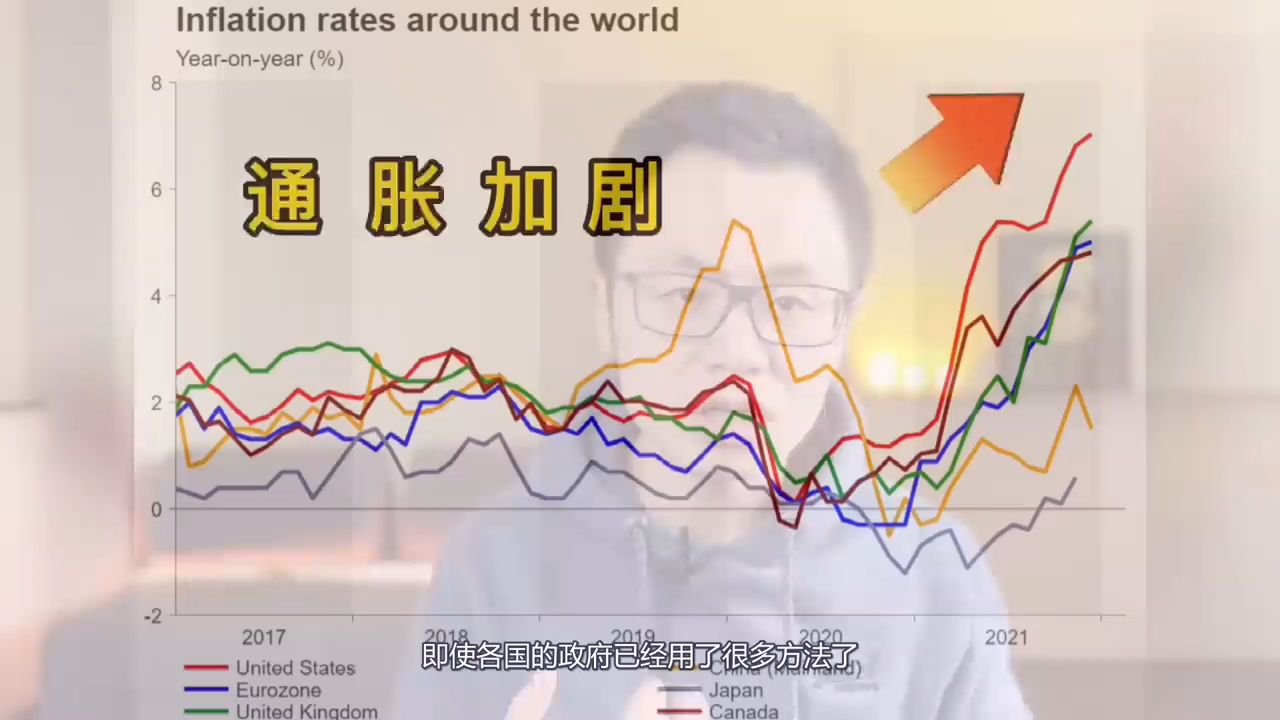 Inflation rates around the world
Year-on-year (%)
8
通胀加剧
6
4
2
0
-2
2017 2018 2019 2020 2021
即使各国的政府已经用了很多方法了
United States China (Mainland)
Eurozone Japan
United Kingdom Canada